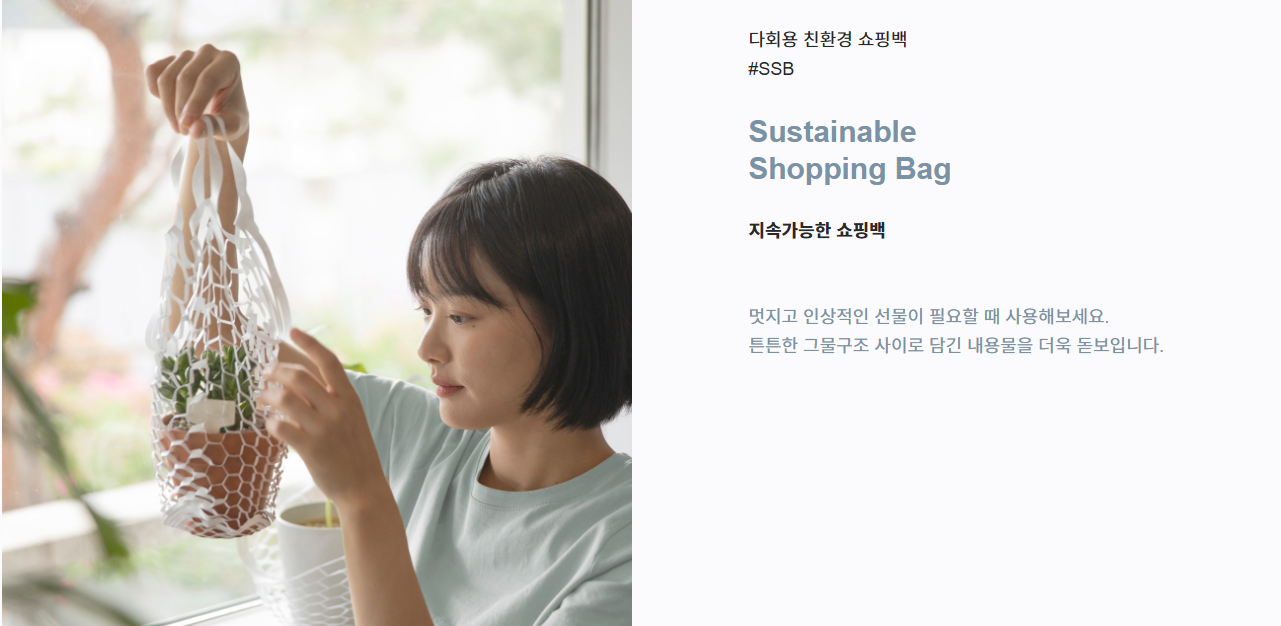 다회용 친환경 쇼핑백
#SSB
Sustainable
Shopping Bag
지속가능한 쇼핑백
멋지고 인상적인 선물이 필요할 때 사용해보세요.
튼튼한 그물구조 사이로 담긴 내용물을 더욱 돋보입니다.